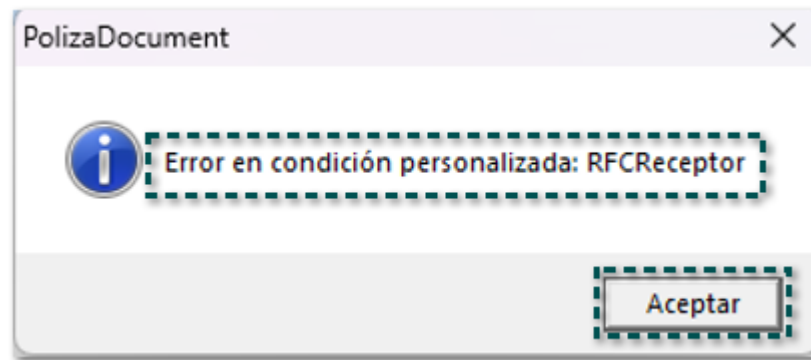 PolizaDocument
Error en condición personalizada: RFCReceptor
Aceptar